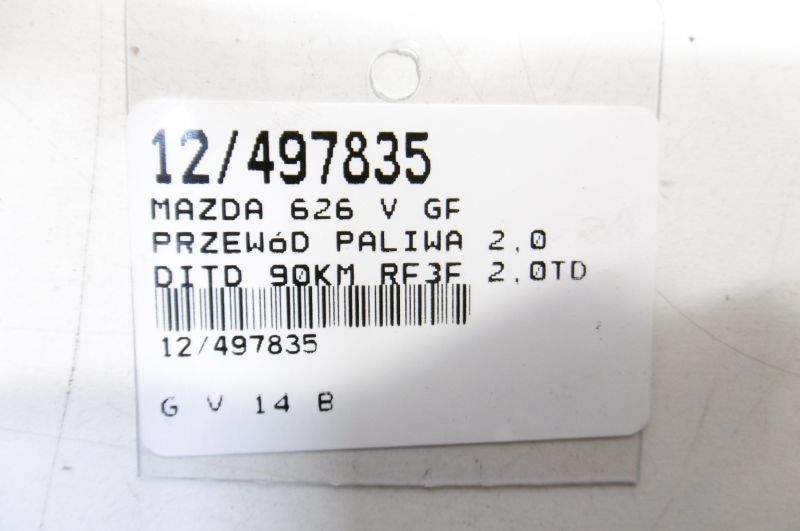 12/497835
MAZDA 626 V GF
PRZEWóD PALIWA 2.0
DITD 90KM RF3F 2.0TD
12/497835
G V 14 B